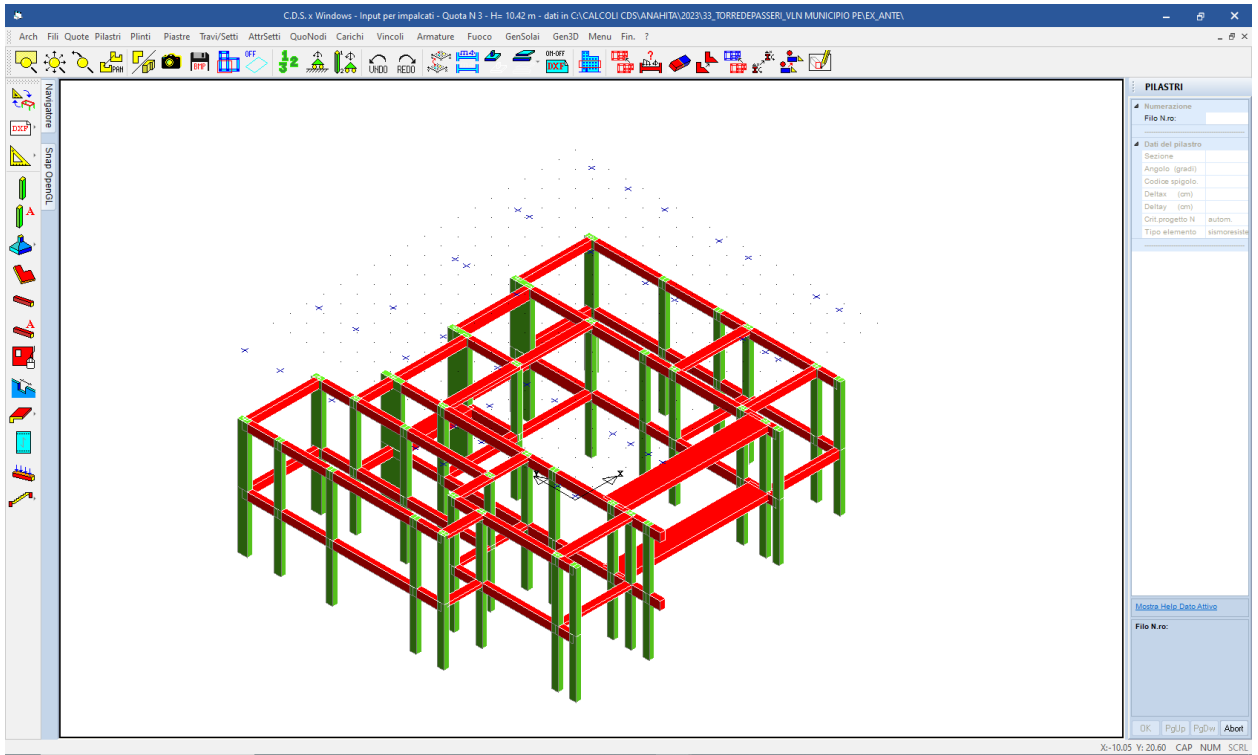 C.D.S. x Windows - Input per impalcati - Quota N 3 - H= 10.42 m - dati in C:\CALCOLI CDS\ANAHITA\2023\33_TORREDEPASSERI_VLN MUNICIPIO PE\EX_ANTE\
Arch Fili Quote Pilastri Plinti Piastre Travi/Setti AttrSetti QuoNodi Carichi Vincoli Armature Fuoco GenSolai Gen3D Menu Fin. ?
PAN
BMP
OFF
UNDO
REDO
ON-OFF
DXF
?
Navigatore
Snap OpenGL
DXF
A
A
X
PILASTRI
Numerazione
Filo N.ro:
Dati del pilastro
Sezione
Angolo (gradi)
Codice spigolo.
Deltax (cm)
Deltay (cm)
Crit.progetto N autom.
Tipo elemento sismoresiste
Mostra Help Dato Attivo
Filo N.ro:
OK PgUp PgDw Abort
X:-10.05 Y: 20.60 CAP NUM SCRL